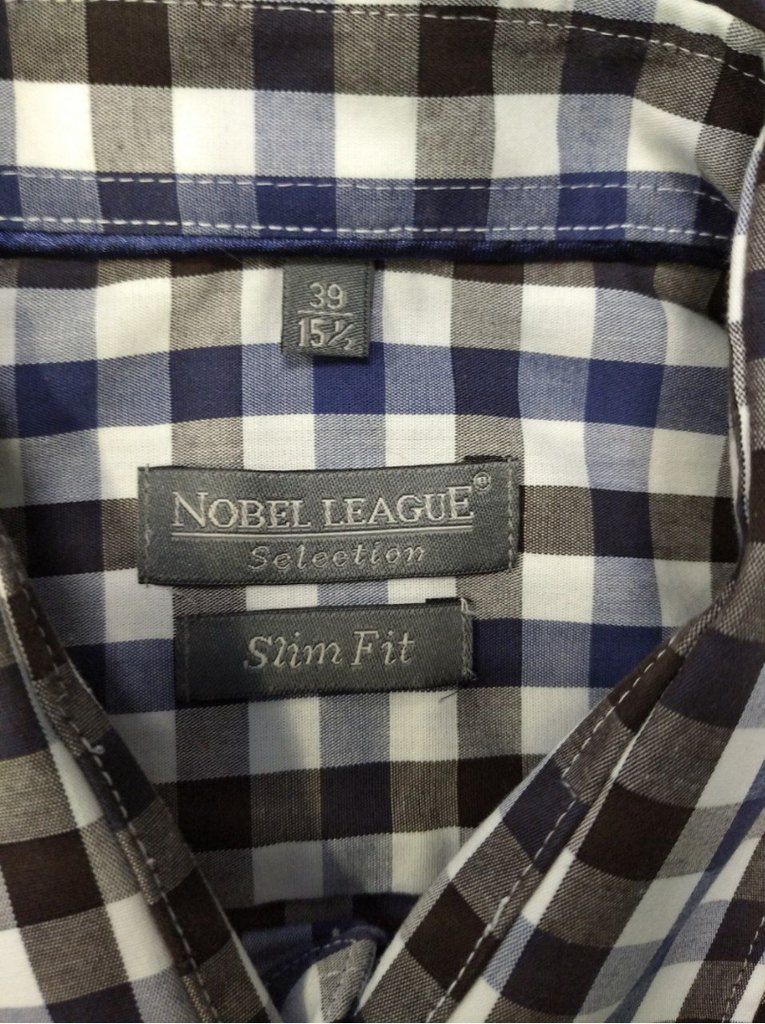 39
15½
NOBEL LEAGUE®
Selection
Slim Fit